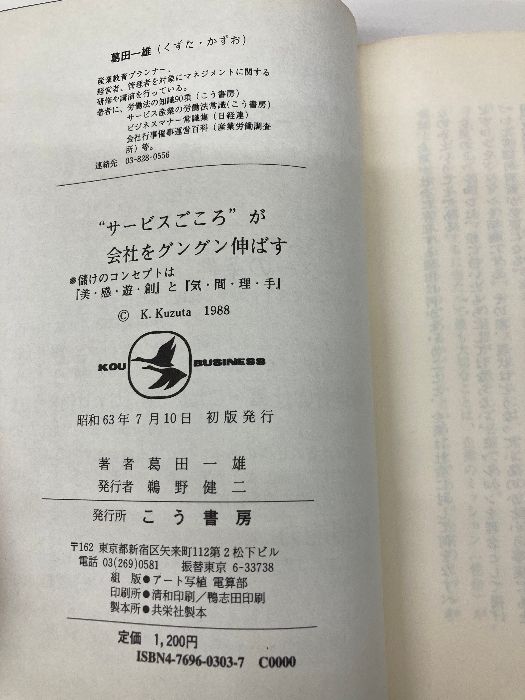 葛田一雄(くずた・かずお)
産業教育プランナー、
経営者、管理者を対象にマネジメントに関する
研修や講演を行っている。
著者に、労働法の知識90項(こう書房)
サービス産業の労働法常識(こう書房)
ビジネスマナー常識集(日経連)
会社行事催事運営百科(産業労働調査
所)等。
連絡先 03-828-0556
“サービスごころ”が
会社をグングン伸ばす
●儲けのコンセプトは
『美・感・遊・創』と『気・間・理・手』
© K. Kuzuta 1988
KOU BUSINESS
昭和63年7月10日 初版発行
著者 葛田一雄
発行者 鵜野健二
発行所 こう書房
〒162 東京都新宿区矢来町112第2松下ビル
電話 03(269)0581 振替東京 6-33738
組版●アート写植 電算部
印刷所●清和印刷/鴨志田印刷
製本所●共栄社製本
定価 1,200円
ISBN4-7696-0303-7 C0000